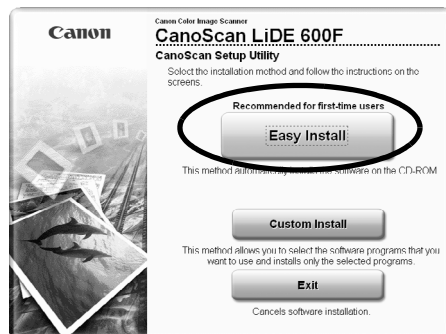 Canon
Canon Color Image Scanner
CanoScan LiDE 600F
CanoScan Setup Utility
Select the installation method and follow the instructions on the
screens.
Recommended for first-time users
Easy Install
This method automatically software on the CD-ROM
Custom Install
This method allows you to select the software programs that you
want to use and installs only the selected programs.
Exit
Cancels software installation.